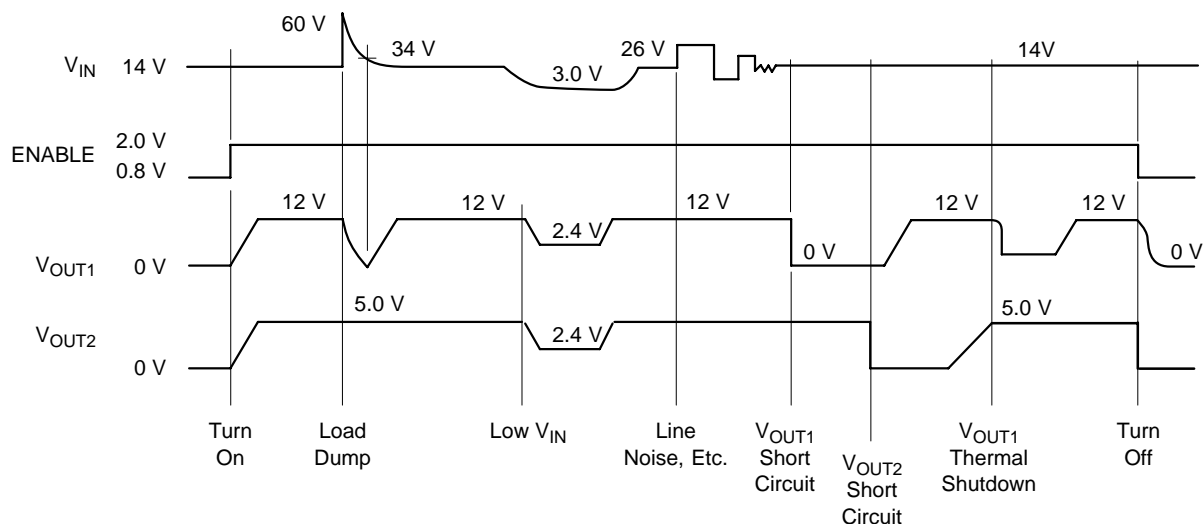 60 V
34 V
26 V
14V
V_IN
14 V
3.0 V
ENABLE
2.0 V
0.8 V
12 V
12 V
12 V
12 V
12 V
2.4 V
V_OUT1
0 V
0 V
0 V
5.0 V
5.0 V
V_OUT2
2.4 V
0 V
Turn
On
Load
Dump
Low V_IN
Line
Noise, Etc.
V_OUT1
Short
Circuit
V_OUT2
Short
Circuit
V_OUT1
Thermal
Shutdown
Turn
Off